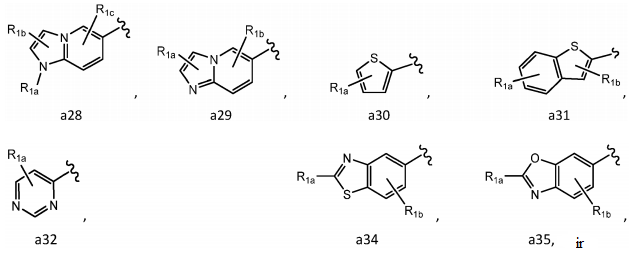 R1b R1c N N R1a , R1a R1b N N , S R1a , S R1a R1b ,
a28 a29 a30 a31
R1a N N , N R1a S R1b , O R1a N R1b ,
a32 a34 a35, ir